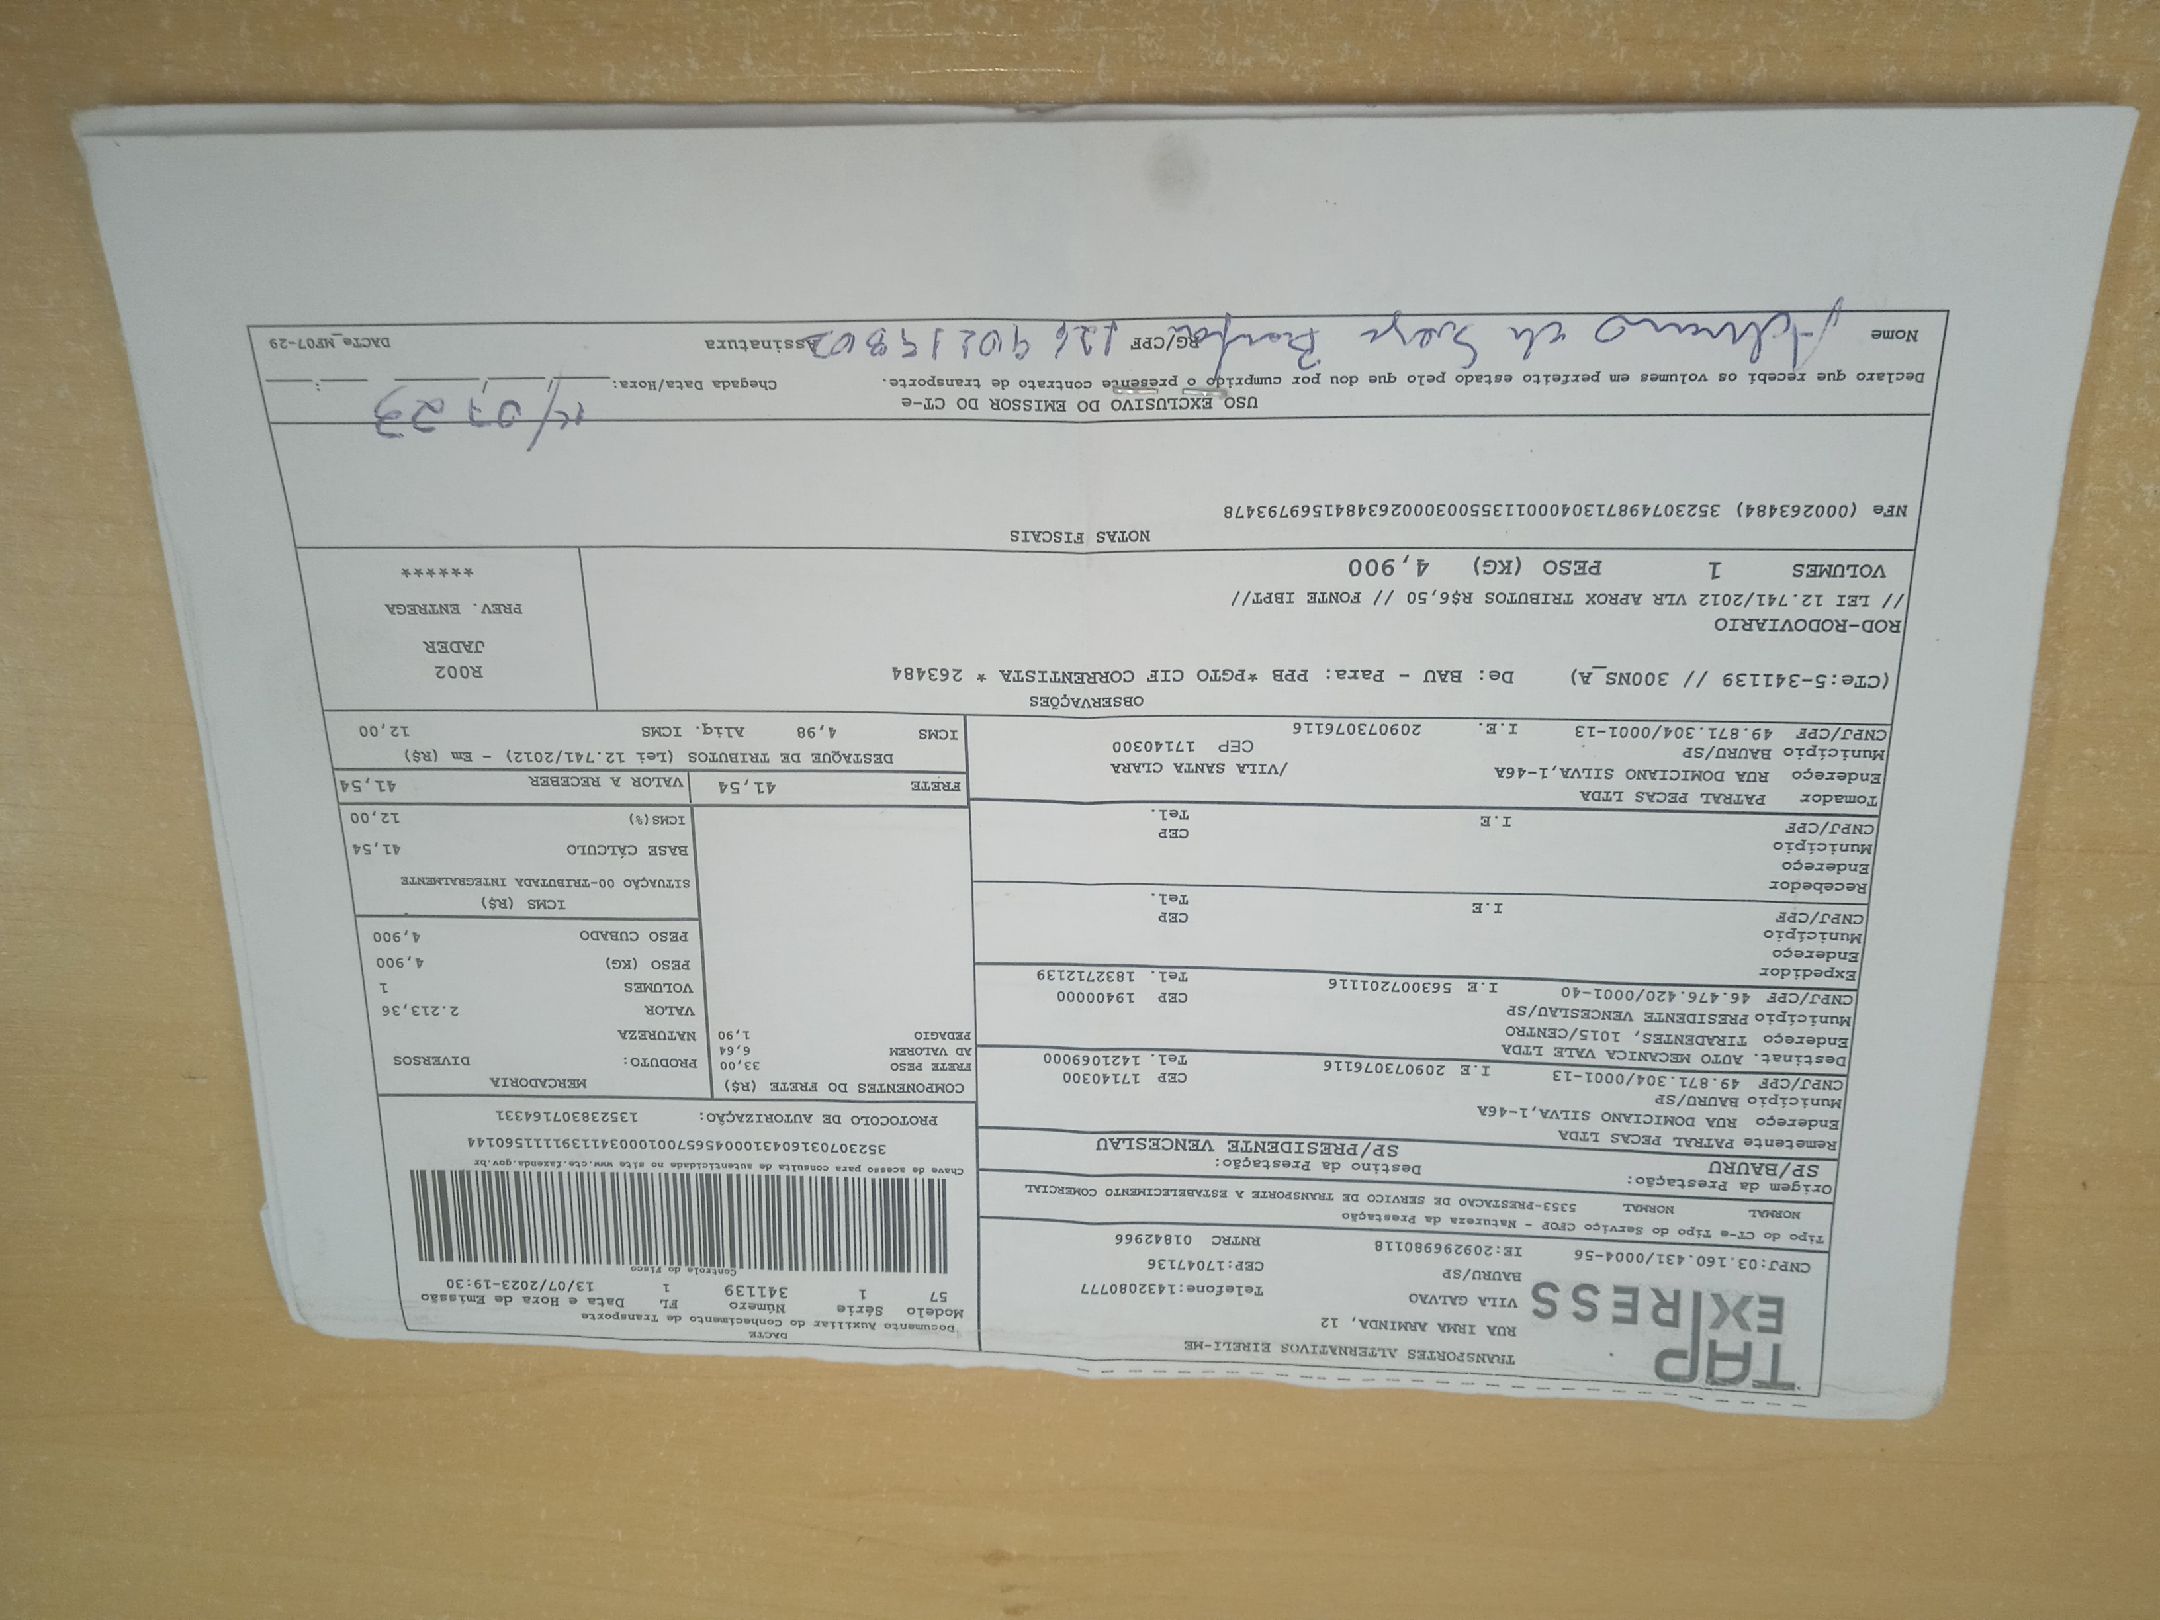 TAP
EXPRESS
TRANSPORTES ALTERNATIVOS EIRELI-ME
RUA IRMA ARMINDA, 12
VILA GALVAO Telefone:1432080777
BAURU/SP CEP:17047136
CNPJ:03.160.431/0004-56 IE:209296980118 RNTRC 01842966
DACTE
Documento Auxiliar do Conhecimento de Transporte
Modelo Série Número FL Data e Hora de Emissão
57 1 341139 1 13/07/2023-19:30
Controle do Fisco
Chave de acesso para consulta de autenticidade no site www.cte.fazenda.gov.br
35230703160431000456570010003411391111560144
PROTOCOLO DE AUTORIZAÇÃO: 135238307164331
Tipo do CT-e Tipo do Serviço CFOP - Natureza da Prestação
NORMAL NORMAL 5353-PRESTACAO DE SERVICO DE TRANSPORTE A ESTABELECIMENTO COMERCIAL
Origem da Prestação: Destino da Prestação:
SP/BAURU SP/PRESIDENTE VENCESLAU
Remetente PATRAL PECAS LTDA
Endereço RUA DOMICIANO SILVA,1-46A
Município BAURU/SP CEP 17140300
CNPJ/CPF 49.871.304/0001-13 I.E 209073076116 Tel. 1421069000
Destinat. AUTO MECANICA VALE LTDA
Endereço TIRADENTES, 1015/CENTRO
Município PRESIDENTE VENCESLAU/SP CEP 19400000
CNPJ/CPF 46.476.420/0001-40 I.E 563007201116 Tel. 1832712139
Expedidor
Endereço
Município CEP
CNPJ/CPF I.E Tel.
Recebedor
Endereço
Município CEP
CNPJ/CPF I.E Tel.
Tomador PATRAL PECAS LTDA
Endereço RUA DOMICIANO SILVA,1-46A /VILA SANTA CLARA
Município BAURU/SP CEP 17140300
CNPJ/CPF 49.871.304/0001-13 I.E. 209073076116
COMPONENTES DO FRETE (R$)
FRETE PESO 33,00
AD VALOREM 6,64
PEDAGIO 1,90
MERCADORIA
PRODUTO: DIVERSOS
NATUREZA
VALOR 2.213,36
VOLUMES 1
PESO (KG) 4,900
PESO CUBADO 4,900
ICMS (R$)
SITUAÇÃO 00-TRIBUTADA INTEGRALMENTE
BASE CÁLCULO 41,54
ICMS(%) 12,00
FRETE 41,54 VALOR A RECEBER 41,54
DESTAQUE DE TRIBUTOS (Lei 12.741/2012) - Em (R$)
ICMS 4,98 Aliq. ICMS 12,00
OBSERVAÇÕES
(CTe:5-341139 // 300NS_A) De: BAU - Para: PPB *PGTO CIF CORRENTISTA * 263484
ROD-RODOVIARIO
// LEI 12.741/2012 VLR APROX TRIBUTOS R$6,50 // FONTE IBPT//
VOLUMES 1 PESO (KG) 4,900
R002
JADER
PREV. ENTREGA
******
NOTAS FISCAIS
NFe (000263484) 35230749871304000113550030002634841569793478
USO EXCLUSIVO DO EMISSOR DO CT-e
Declaro que recebi os volumes em perfeito estado pelo que dou por cumprido o presente contrato de transporte. Chegada Data/Hora: 14/07 23
Nome RG/CPF 126 902198 02 Assinatura DACTe_MF07-29